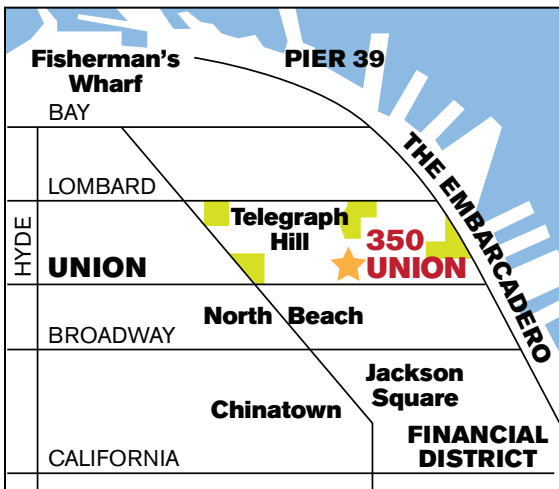 Fisherman's
Wharf
PIER 39
BAY
THE EMBARCADERO
LOMBARD
HYDE
Telegraph
Hill
350
UNION
UNION
North Beach
BROADWAY
Jackson
Square
Chinatown
FINANCIAL
DISTRICT
CALIFORNIA